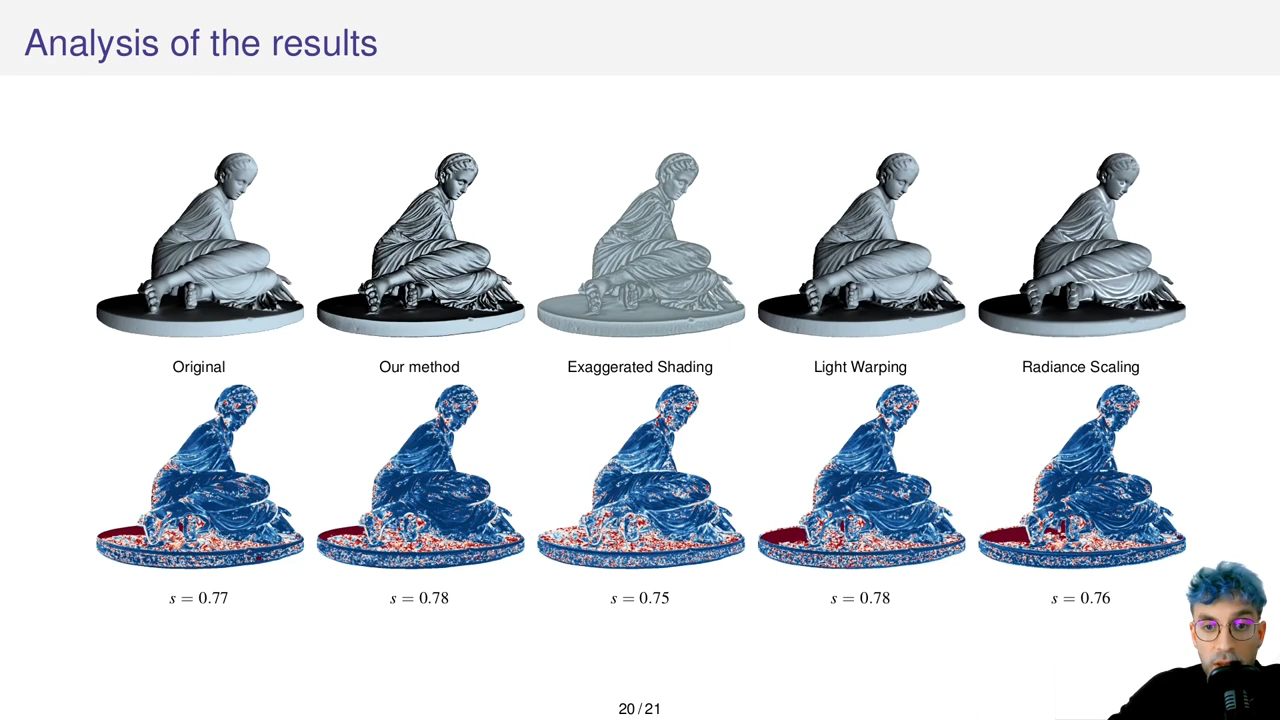 Analysis of the results
Original
Our method
Exaggerated Shading
Light Warping
Radiance Scaling
s = 0.77
s = 0.78
s = 0.75
s = 0.78
s = 0.76
20 / 21